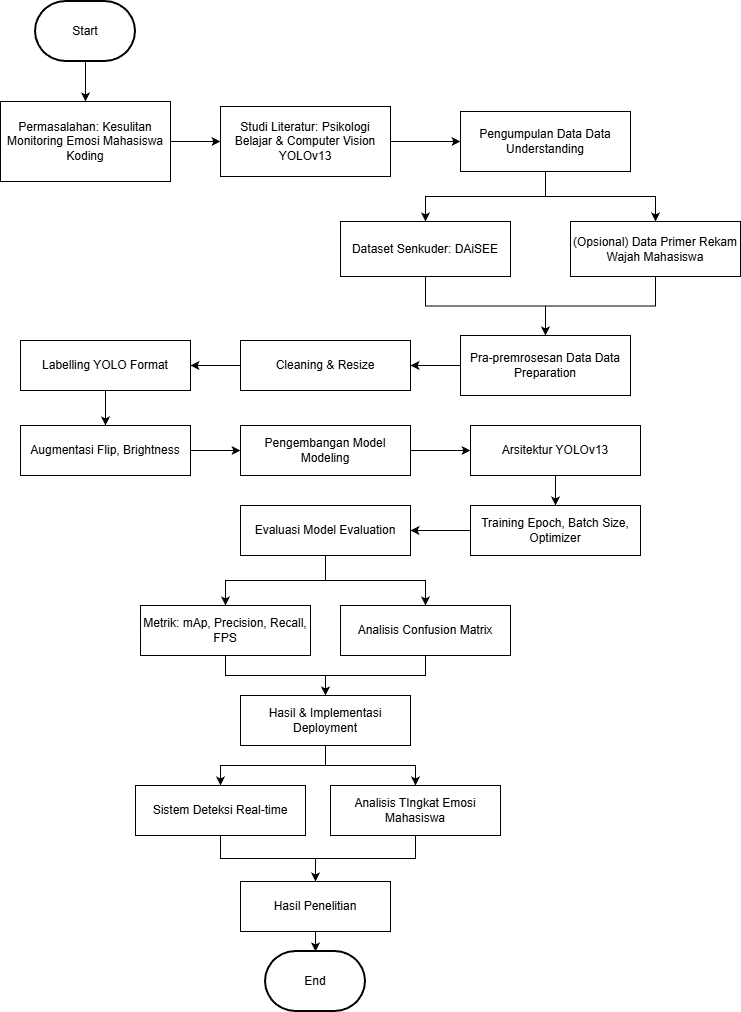 Start
Permasalahan: Kesulitan
Monitoring Emosi Mahasiswa
Koding
Studi Literatur: Psikologi
Belajar & Computer Vision
YOLOv13
Pengumpulan Data Data
Understanding
Dataset Senkuder: DAiSEE
(Opsional) Data Primer Rekam
Wajah Mahasiswa
Pra-premrosesan Data Data
Preparation
Cleaning & Resize
Labelling YOLO Format
Augmentasi Flip, Brightness
Pengembangan Model
Modeling
Arsitektur YOLOv13
Training Epoch, Batch Size,
Optimizer
Evaluasi Model Evaluation
Metrik: mAp, Precision, Recall,
FPS
Analisis Confusion Matrix
Hasil & Implementasi
Deployment
Sistem Deteksi Real-time
Analisis TIngkat Emosi
Mahasiswa
Hasil Penelitian
End